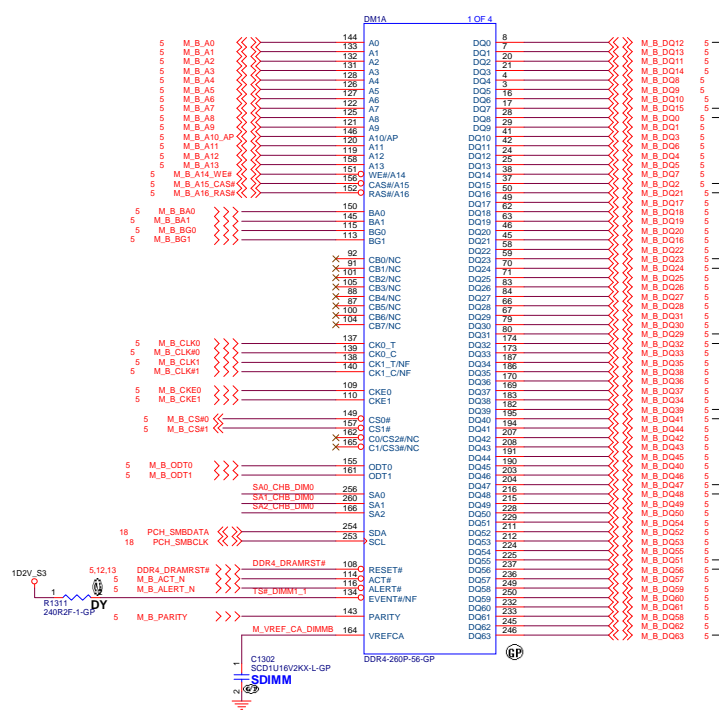 DM1A
1 OF 4
5 M_B_A0 144 A0
5 M_B_A1 133 A1
5 M_B_A2 132 A2
5 M_B_A3 131 A3
5 M_B_A4 128 A4
5 M_B_A5 126 A5
5 M_B_A6 127 A6
5 M_B_A7 122 A7
5 M_B_A8 125 A8
5 M_B_A9 121 A9
5 M_B_A10_AP 146 A10/AP
5 M_B_A11 120 A11
5 M_B_A12 119 A12
5 M_B_A13 158 A13
5 M_B_A14_WE# 151 WE#/A14
5 M_B_A15_CAS# 156 CAS#/A15
5 M_B_A16_RAS# 152 RAS#/A16
5 M_B_BA0 150 BA0
5 M_B_BA1 145 BA1
5 M_B_BG0 115 BG0
5 M_B_BG1 113 BG1
92 CB0/NC
91 CB1/NC
101 CB2/NC
105 CB3/NC
88 CB4/NC
87 CB5/NC
100 CB6/NC
104 CB7/NC
5 M_B_CLK0 137 CK0_T
5 M_B_CLK#0 139 CK0_C
5 M_B_CLK1 138 CK1_T/NF
5 M_B_CLK#1 140 CK1_C/NF
5 M_B_CKE0 109 CKE0
5 M_B_CKE1 110 CKE1
5 M_B_CS#0 149 CS0#
5 M_B_CS#1 157 CS1#
162 C0/CS2#/NC
165 C1/CS3#/NC
5 M_B_ODT0 155 ODT0
5 M_B_ODT1 161 ODT1
SA0_CHB_DIM0 256 SA0
SA1_CHB_DIM0 260 SA1
SA2_CHB_DIM0 166 SA2
18 PCH_SMBDATA 254 SDA
18 PCH_SMBCLK 253 SCL
5,12,13 DDR4_DRAMRST# DDR4_DRAMRST# 108 RESET#
5 M_B_ACT_N 114 ACT#
5 M_B_ALERT_N 116 ALERT#
TS#_DIMM1_1 134 EVENT#/NF
1D2V_S3
1 2
R1311
240R2F-1-GP
DY
5 M_B_PARITY 143 PARITY
M_VREF_CA_DIMMB 164 VREFCA
1
C1302
SCD1U16V2KX-L-GP
SDIMM
2
DDR4-260P-56-GP
GP
DQ0 8 M_B_DQ12 5
DQ1 7 M_B_DQ13 5
DQ2 20 M_B_DQ11 5
DQ3 21 M_B_DQ14 5
DQ4 4 M_B_DQ8 5
DQ5 3 M_B_DQ9 5
DQ6 16 M_B_DQ10 5
DQ7 17 M_B_DQ15 5
DQ8 28 M_B_DQ0 5
DQ9 29 M_B_DQ1 5
DQ10 41 M_B_DQ3 5
DQ11 42 M_B_DQ6 5
DQ12 24 M_B_DQ4 5
DQ13 25 M_B_DQ5 5
DQ14 38 M_B_DQ7 5
DQ15 37 M_B_DQ2 5
DQ16 50 M_B_DQ21 5
DQ17 49 M_B_DQ17 5
DQ18 62 M_B_DQ18 5
DQ19 63 M_B_DQ19 5
DQ20 46 M_B_DQ20 5
DQ21 45 M_B_DQ16 5
DQ22 58 M_B_DQ22 5
DQ23 59 M_B_DQ23 5
DQ24 70 M_B_DQ24 5
DQ25 71 M_B_DQ25 5
DQ26 83 M_B_DQ26 5
DQ27 84 M_B_DQ27 5
DQ28 66 M_B_DQ28 5
DQ29 67 M_B_DQ31 5
DQ30 79 M_B_DQ30 5
DQ31 80 M_B_DQ29 5
DQ32 174 M_B_DQ32 5
DQ33 173 M_B_DQ33 5
DQ34 187 M_B_DQ35 5
DQ35 186 M_B_DQ38 5
DQ36 170 M_B_DQ36 5
DQ37 169 M_B_DQ37 5
DQ38 183 M_B_DQ34 5
DQ39 182 M_B_DQ39 5
DQ40 195 M_B_DQ41 5
DQ41 194 M_B_DQ44 5
DQ42 207 M_B_DQ42 5
DQ43 208 M_B_DQ43 5
DQ44 191 M_B_DQ45 5
DQ45 190 M_B_DQ40 5
DQ46 203 M_B_DQ46 5
DQ47 204 M_B_DQ47 5
DQ48 216 M_B_DQ48 5
DQ49 215 M_B_DQ49 5
DQ50 228 M_B_DQ50 5
DQ51 229 M_B_DQ54 5
DQ52 211 M_B_DQ52 5
DQ53 212 M_B_DQ53 5
DQ54 224 M_B_DQ55 5
DQ55 225 M_B_DQ51 5
DQ56 237 M_B_DQ56 5
DQ57 236 M_B_DQ57 5
DQ58 249 M_B_DQ59 5
DQ59 250 M_B_DQ60 5
DQ60 232 M_B_DQ61 5
DQ61 233 M_B_DQ58 5
DQ62 245 M_B_DQ62 5
DQ63 246 M_B_DQ63 5